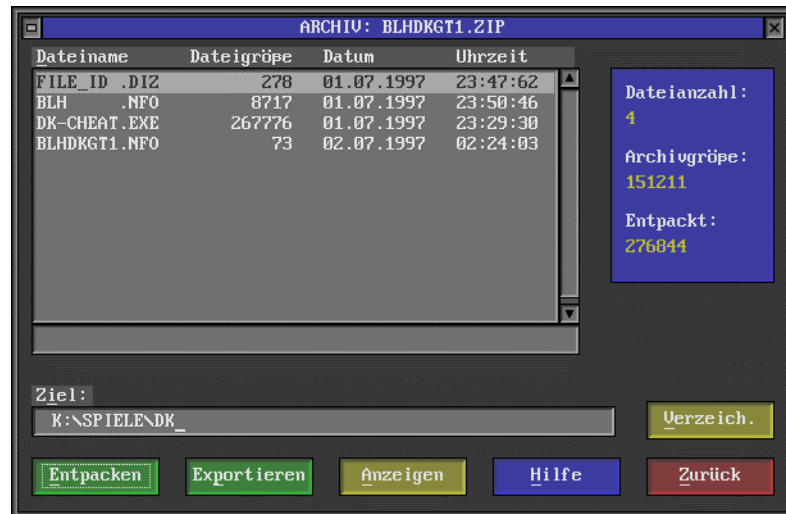 ARCHIV: BLHDKGT1.ZIP
Dateiname Dateigröβe Datum Uhrzeit
FILE_ID .DIZ 278 01.07.1997 23:47:62
BLH .NFO 8717 01.07.1997 23:50:46
DK-CHEAT.EXE 267776 01.07.1997 23:29:30
BLHDKGT1.NFO 73 02.07.1997 02:24:03
Dateianzahl:
4
Archivgröβe:
151211
Entpackt:
276844
Ziel:
K:\SPIELE\DK_
Verzeich.
Entpacken Exportieren Anzeigen Hilfe Zurück